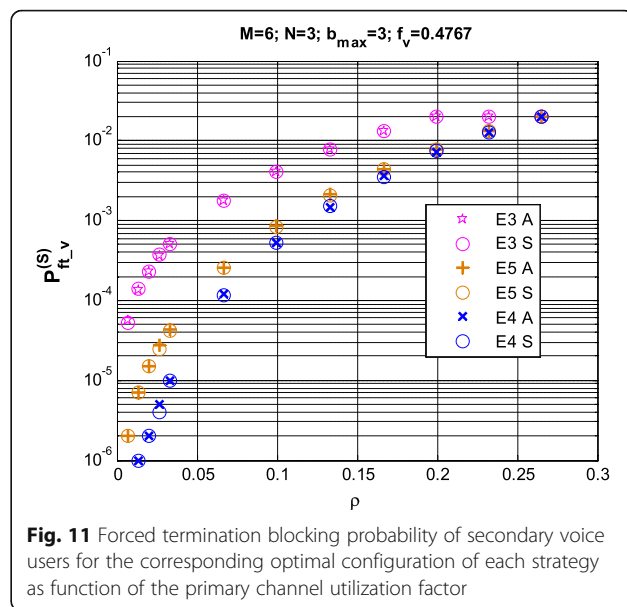 M=6; N=3; b_max=3; f_v=0.4767
10^-1
10^-2
10^-3
10^-4
10^-5
10^-6
P_ft_v^(S)
E3 A
E3 S
E5 A
E5 S
E4 A
E4 S
0 0.05 0.1 0.15 0.2 0.25 0.3
ρ
Fig. 11 Forced termination blocking probability of secondary voice
users for the corresponding optimal configuration of each strategy
as function of the primary channel utilization factor